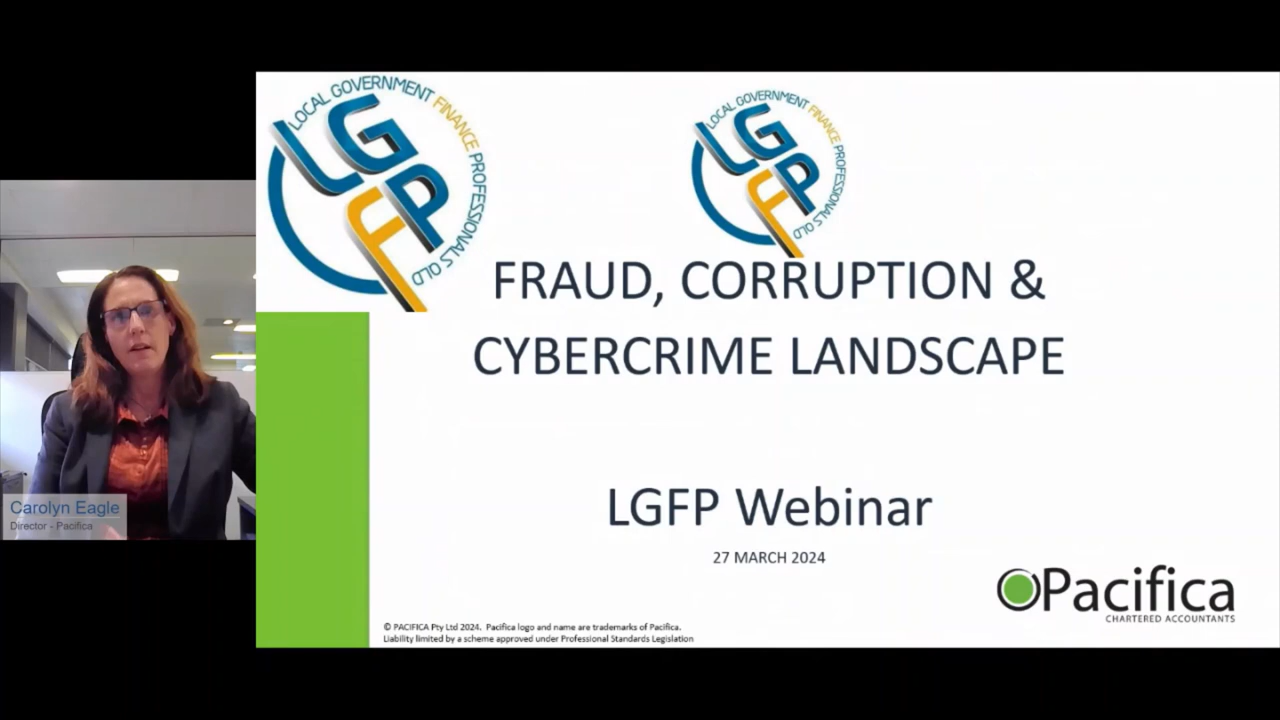 LOCAL GOVERNMENT FINANCE PROFESSIONALS QLD
LGFP
LOCAL GOVERNMENT FINANCE PROFESSIONALS QLD
LGFP
FRAUD, CORRUPTION &
CYBERCRIME LANDSCAPE
LGFP Webinar
27 MARCH 2024
Carolyn Eagle
Director - Pacifica
Pacifica
CHARTERED ACCOUNTANTS
© PACIFICA Pty Ltd 2024. Pacifica logo and name are trademarks of Pacifica.
Liability limited by a scheme approved under Professional Standards Legislation